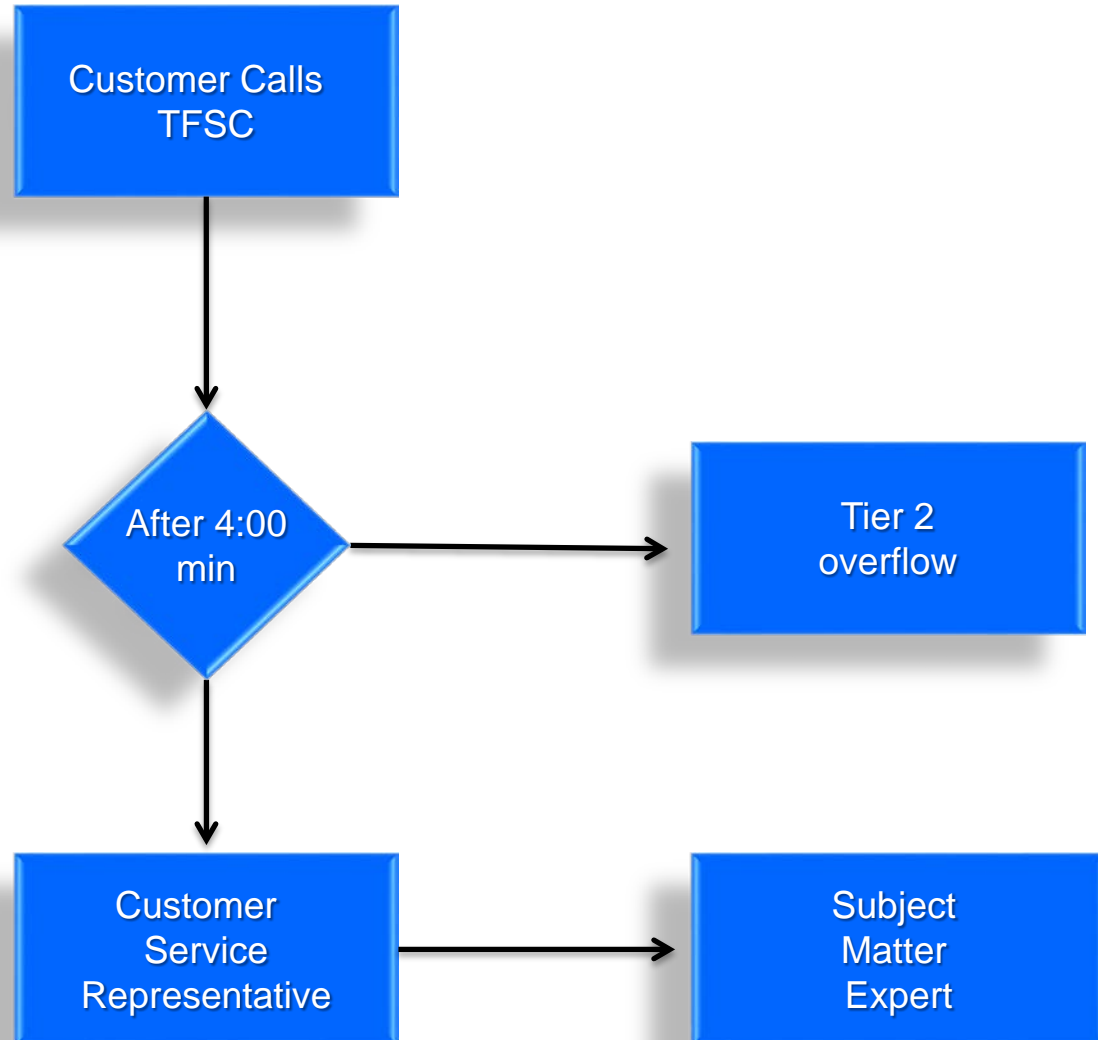 Customer Calls
TFSC
After 4:00
min
Tier 2
overflow
Customer
Service
Representative
Subject
Matter
Expert